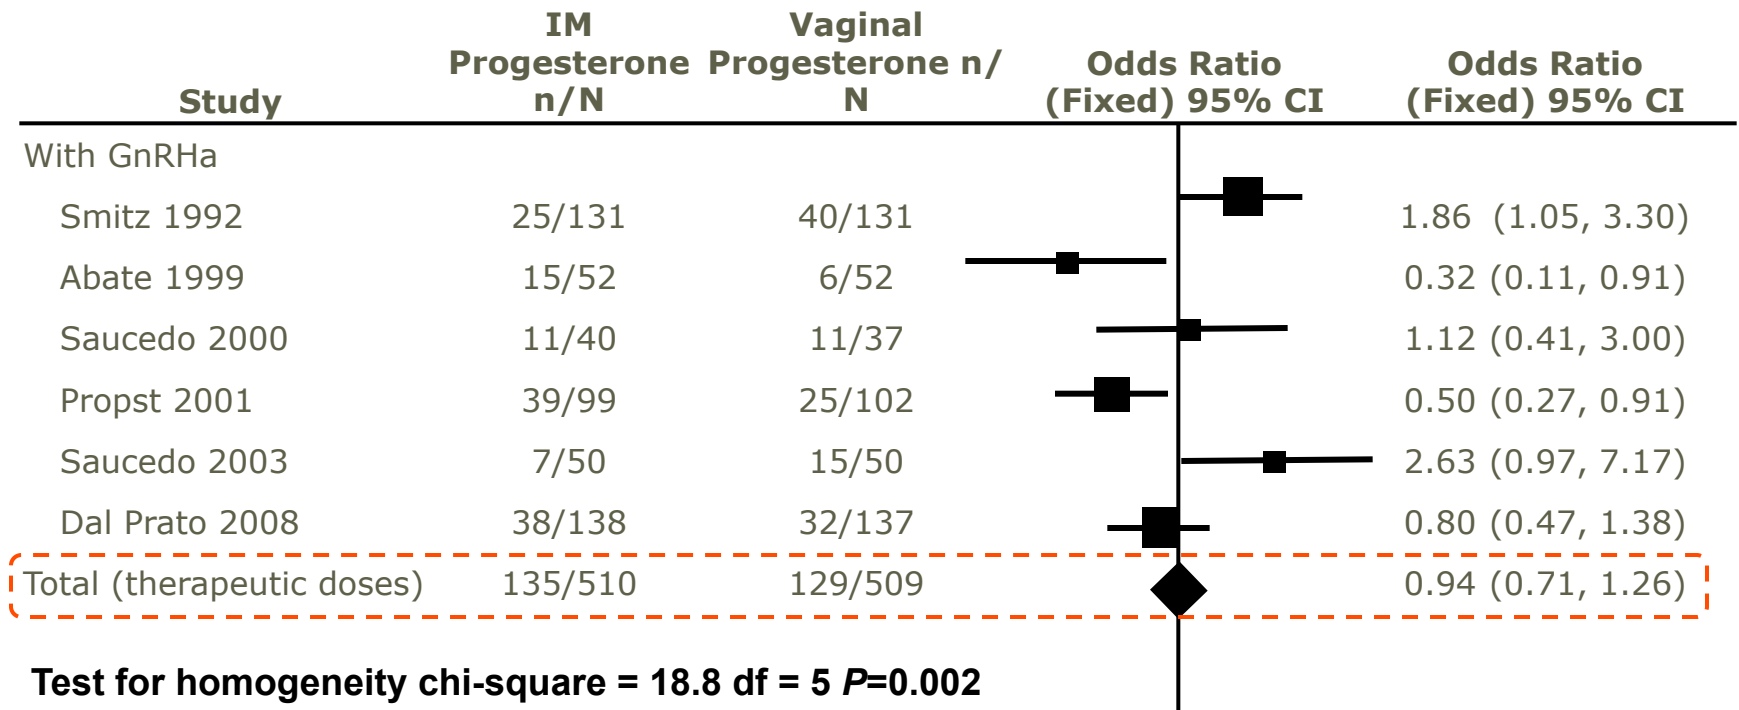 IM Vaginal
Progesterone Progesterone n/ Odds Ratio Odds Ratio
Study n/N N (Fixed) 95% CI (Fixed) 95% CI
With GnRHa
Smitz 1992 25/131 40/131 1.86 (1.05, 3.30)
Abate 1999 15/52 6/52 0.32 (0.11, 0.91)
Saucedo 2000 11/40 11/37 1.12 (0.41, 3.00)
Propst 2001 39/99 25/102 0.50 (0.27, 0.91)
Saucedo 2003 7/50 15/50 2.63 (0.97, 7.17)
Dal Prato 2008 38/138 32/137 0.80 (0.47, 1.38)
Total (therapeutic doses) 135/510 129/509 0.94 (0.71, 1.26)
Test for homogeneity chi-square = 18.8 df = 5 P=0.002